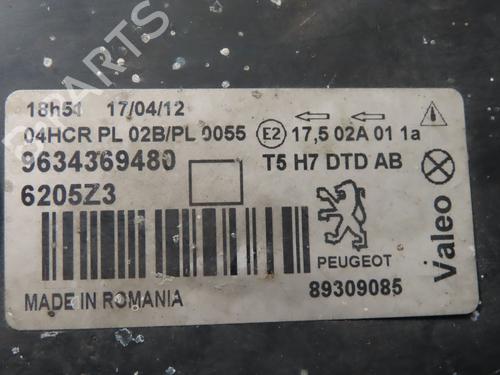 18h51 17/04/12
04HCR PL 02B/PL 0055 E2 17,5 02A 01 1a
9634369480 T5 H7 DTD AB
6205Z3
PEUGEOT
Valeo
MADE IN ROMANIA 89309085